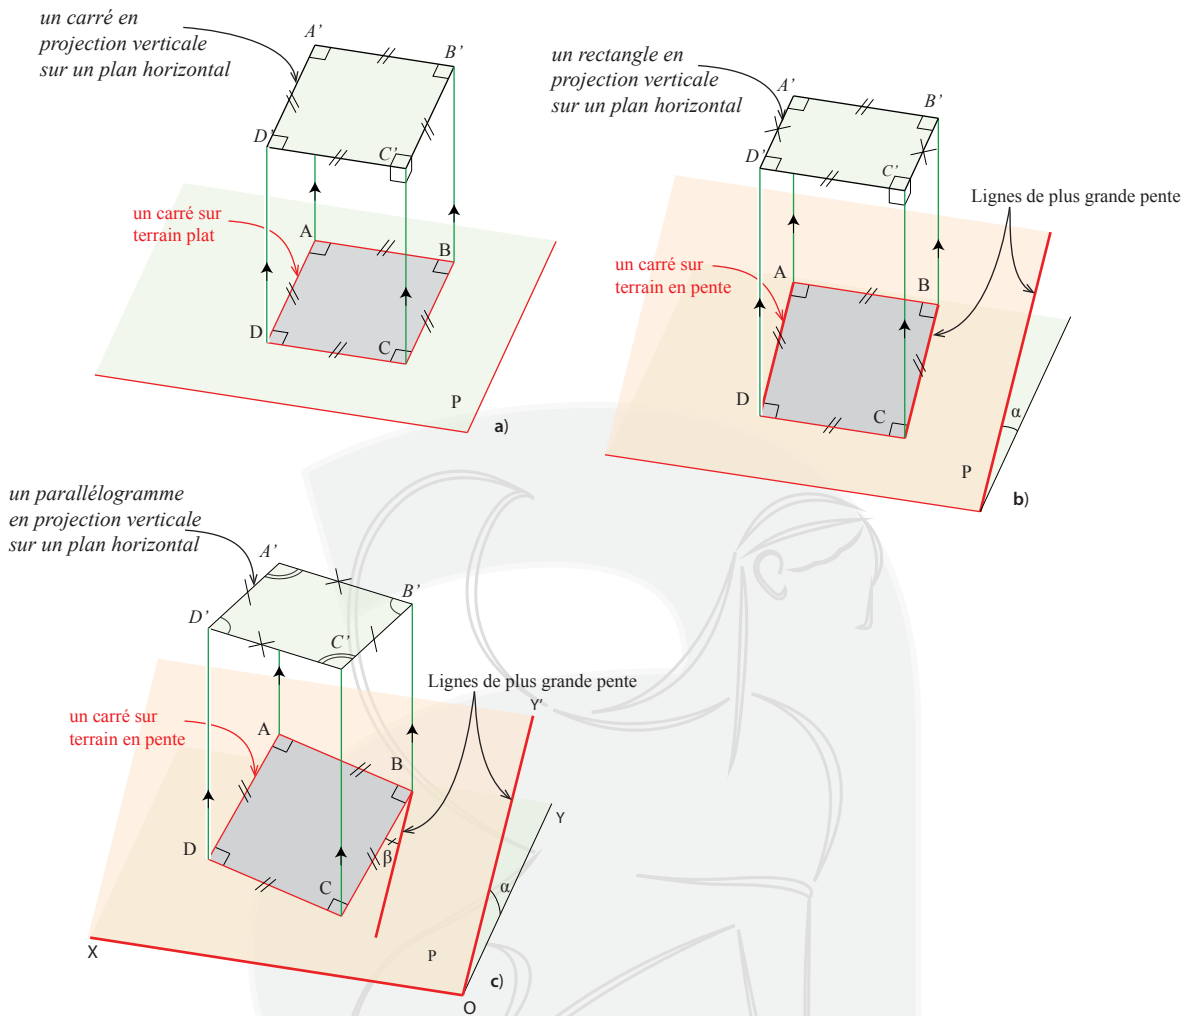 un carré en
projection verticale
sur un plan horizontal
A'
B'
D'
C'
un carré sur
terrain plat
A
B
D
C
P
a)
un rectangle en
projection verticale
sur un plan horizontal
A'
B'
D'
C'
Lignes de plus grande pente
un carré sur
terrain en pente
A
B
D
C
α
P
b)
un parallélogramme
en projection verticale
sur un plan horizontal
A'
B'
D'
C'
Lignes de plus grande pente
Y'
un carré sur
terrain en pente
A
B
Y
D
β
C
α
X
P
c)
O